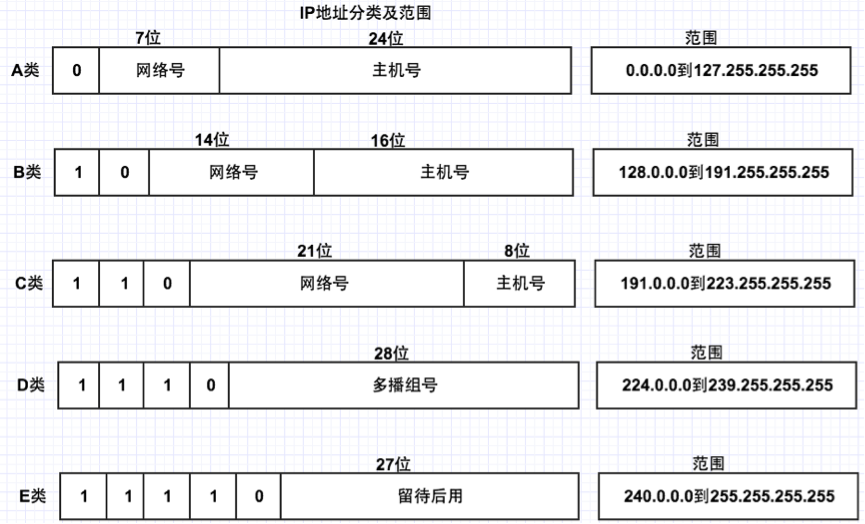 IP地址分类及范围
7位 24位 范围
A类 0 网络号 主机号 0.0.0.0到127.255.255.255
14位 16位 范围
B类 1 0 网络号 主机号 128.0.0.0到191.255.255.255
21位 8位 范围
C类 1 1 0 网络号 主机号 191.0.0.0到223.255.255.255
28位 范围
D类 1 1 1 0 多播组号 224.0.0.0到239.255.255.255
27位 范围
E类 1 1 1 1 0 留待后用 240.0.0.0到255.255.255.255